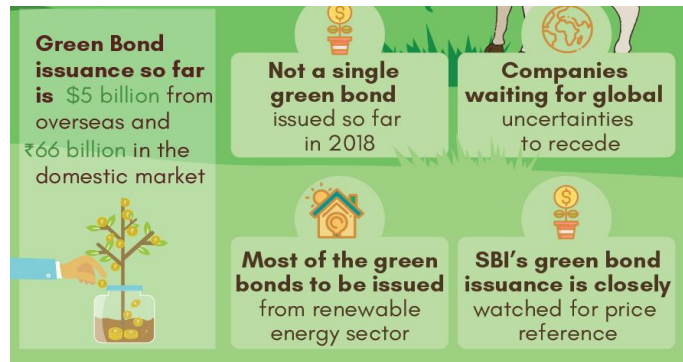 Green Bond
issuance so far
is $5 billion from
overseas and
₹66 billion in the
domestic market
Not a single
green bond
issued so far
in 2018
Companies
waiting for global
uncertainties
to recede
Most of the green
bonds to be issued
from renewable
energy sector
SBI's green bond
issuance is closely
watched for price
reference